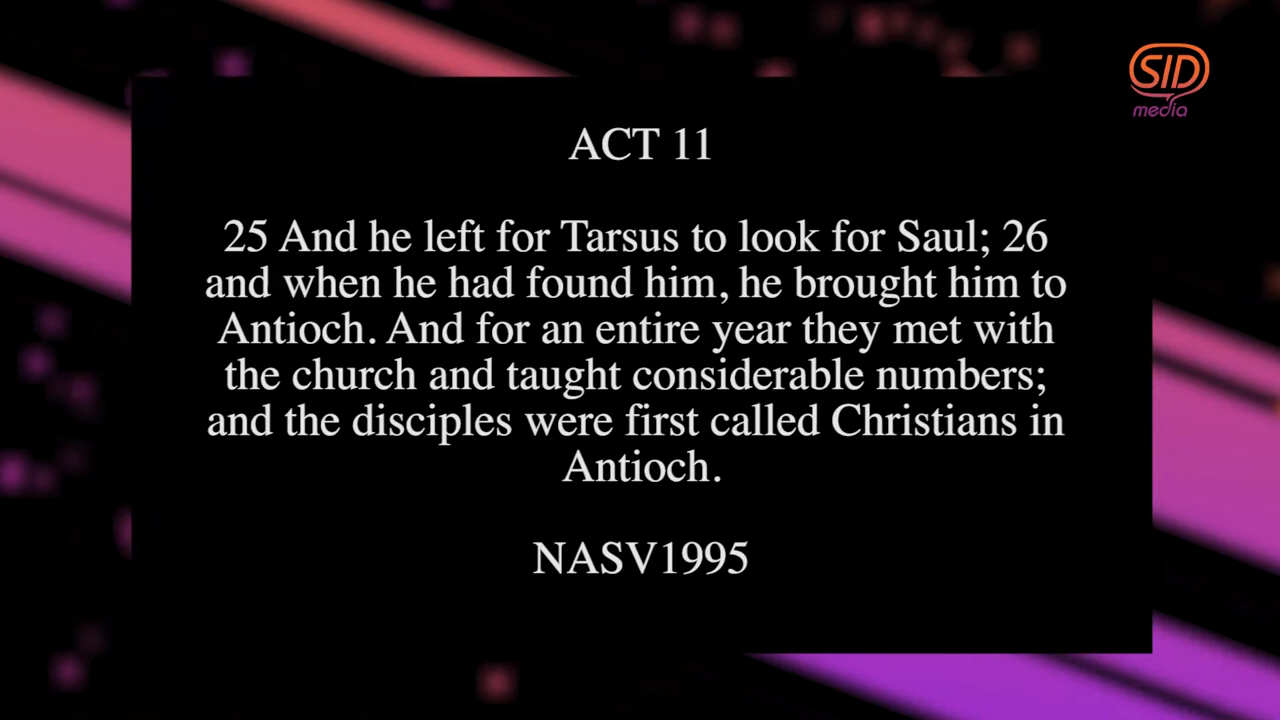 SID
media
ACT 11
25 And he left for Tarsus to look for Saul; 26
and when he had found him, he brought him to
Antioch. And for an entire year they met with
the church and taught considerable numbers;
and the disciples were first called Christians in
Antioch.
NASV1995